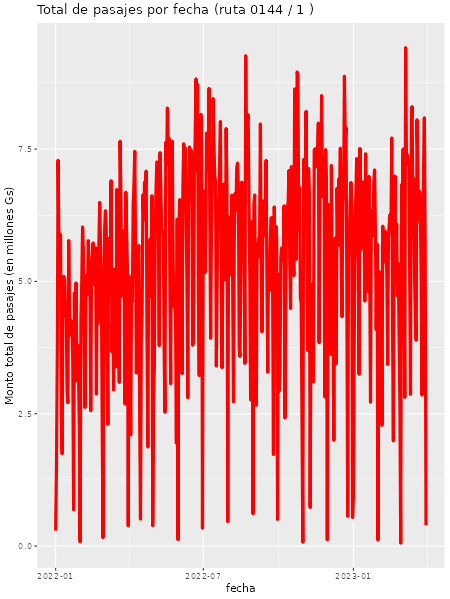 Total de pasajes por fecha (ruta 0144 / 1 )
Monto total de pasajes (en millones Gs)
7.5
5.0
2.5
0.0
2022-01
2022-07
2023-01
fecha